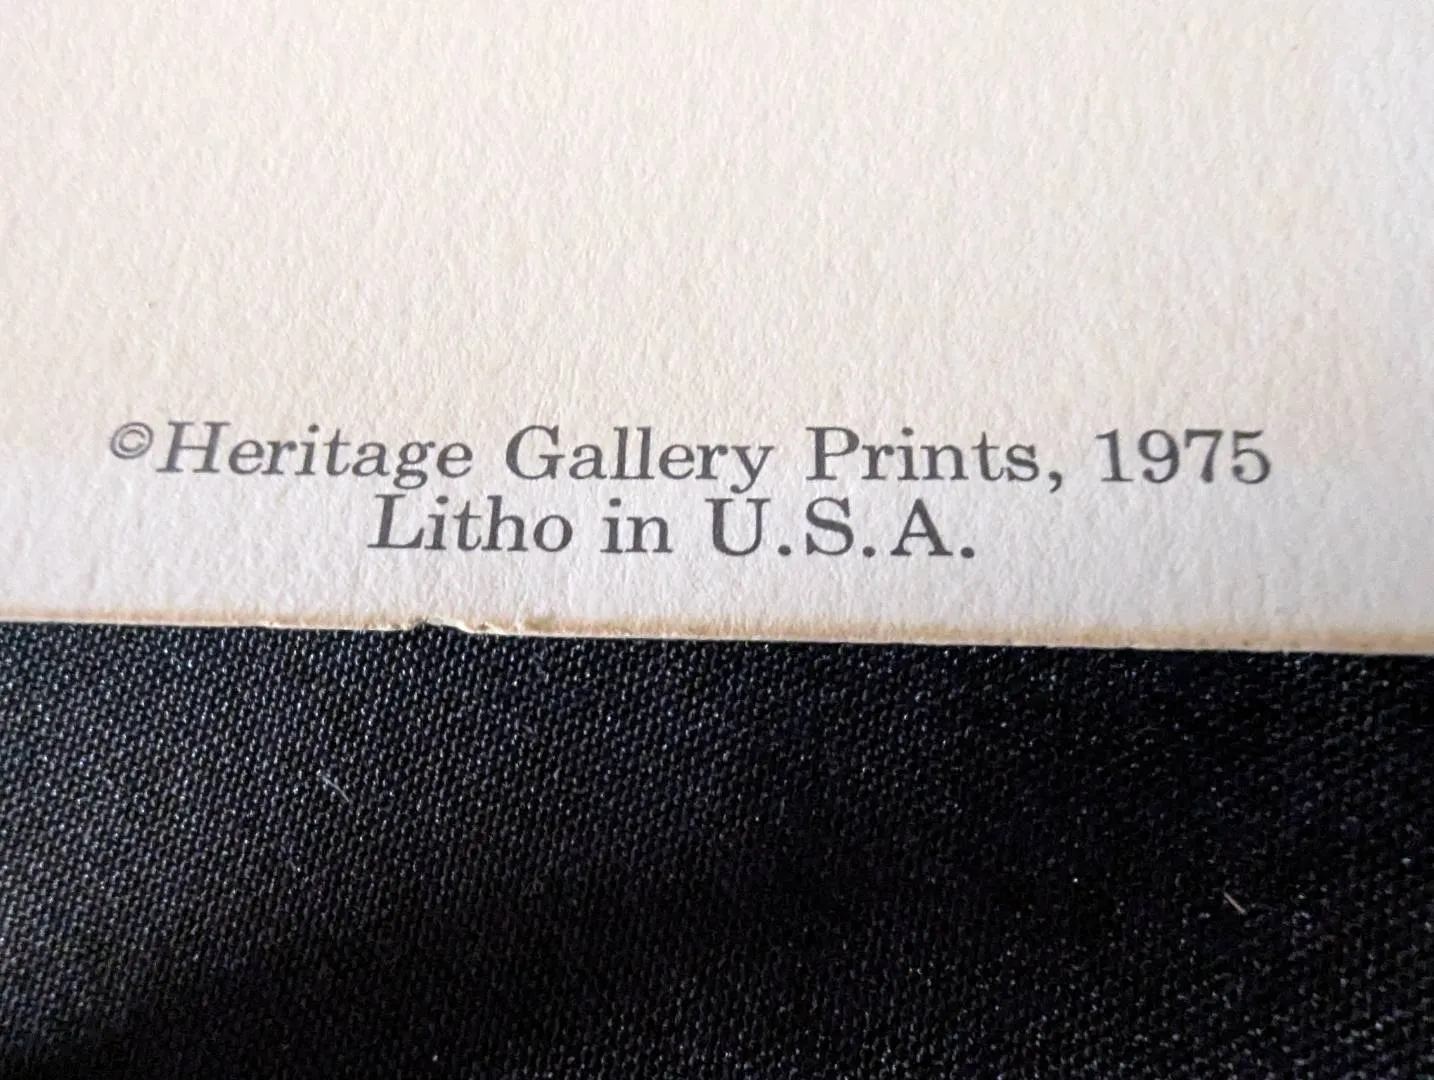 ©Heritage Gallery Prints, 1975
Litho in U.S.A.